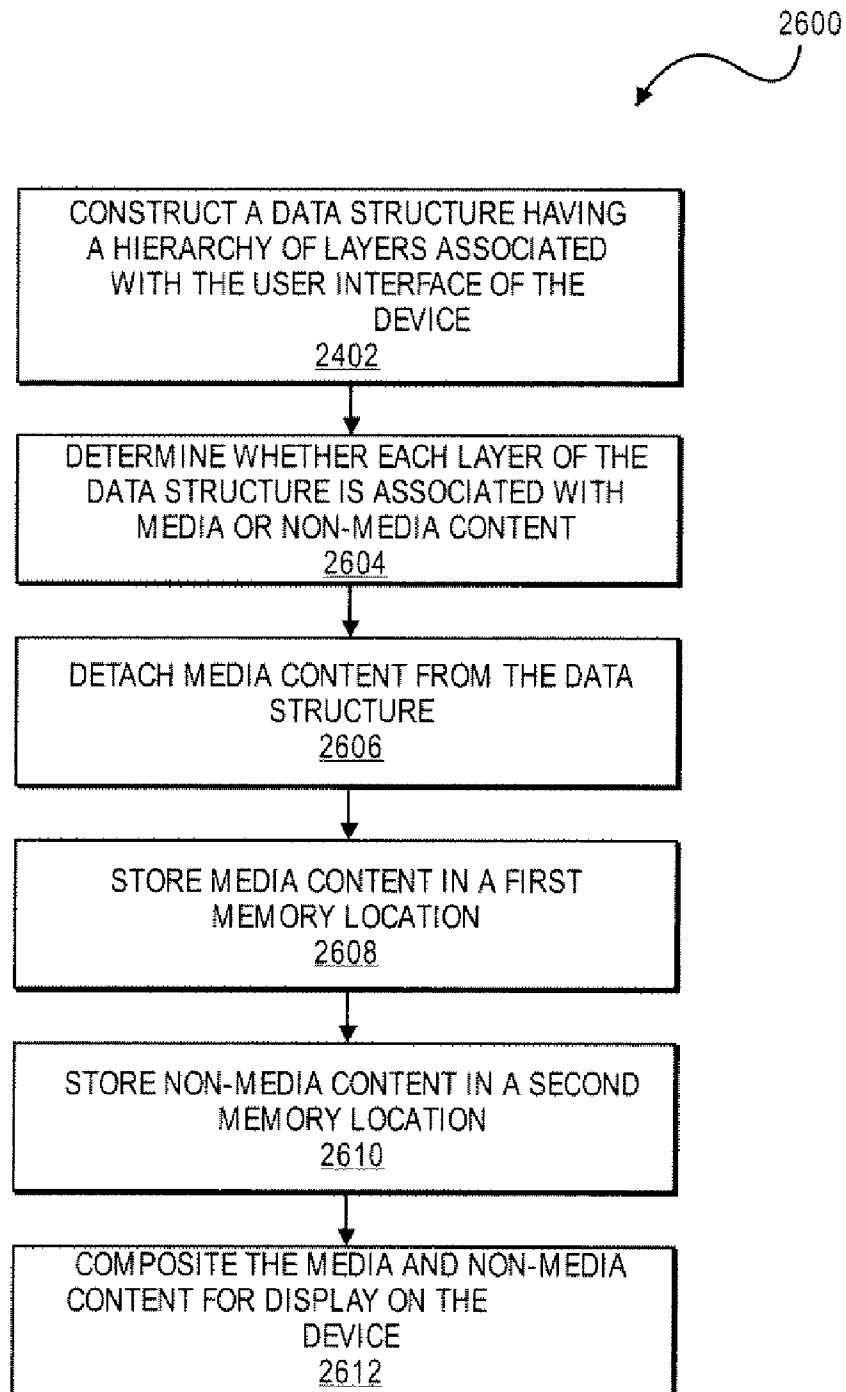 2600
CONSTRUCT A DATA STRUCTURE HAVING
A HIERARCHY OF LAYERS ASSOCIATED
WITH THE USER INTERFACE OF THE
DEVICE
2402
DETERMINE WHETHER EACH LAYER OF THE
DATA STRUCTURE IS ASSOCIATED WITH
MEDIA OR NON-MEDIA CONTENT
2604
DETACH MEDIA CONTENT FROM THE DATA
STRUCTURE
2606
STORE MEDIA CONTENT IN A FIRST
MEMORY LOCATION
2608
STORE NON-MEDIA CONTENT IN A SECOND
MEMORY LOCATION
2610
COMPOSITE THE MEDIA AND NON-MEDIA
CONTENT FOR DISPLAY ON THE
DEVICE
2612